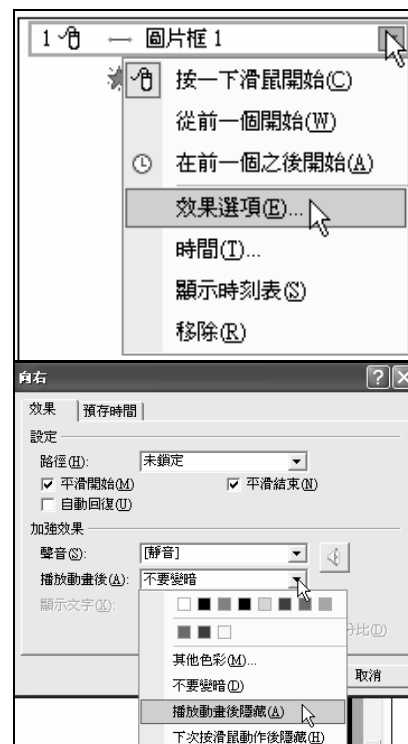 1 圖片框 1
按一下滑鼠開始(C)
從前一個開始(W)
在前一個之後開始(A)
效果選項(E)...
時間(T)...
顯示時刻表(S)
移除(R)
向右
效果 預存時間
設定
路徑(H): 未鎖定
平滑開始(M) 平滑結束(N)
自動回復(U)
加強效果
聲音(S): [靜音]
播放動畫後(A): 不要變暗
顯示文字(X):
分比(D)
其他色彩(M)...
不要變暗(D)
取消
播放動畫後隱藏(A)
下次按滑鼠動作後隱藏(H)